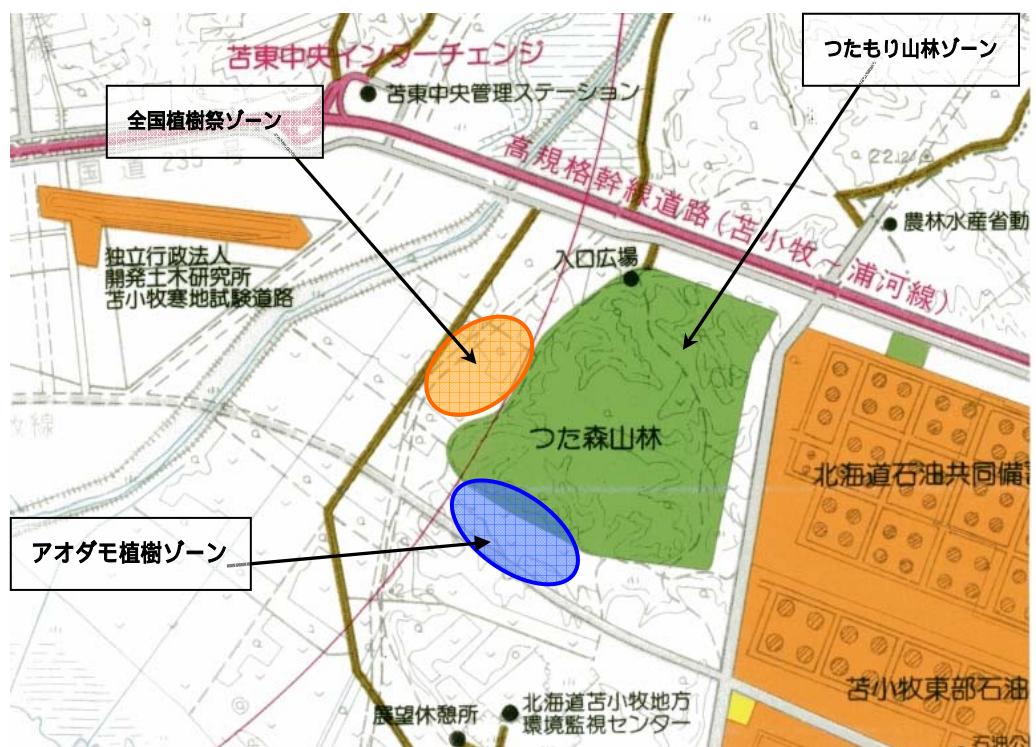 つたもり山林ゾーン
苫東中央インターチェンジ
苫東中央管理ステーション
全国植樹祭ゾーン
国道235号
高規格幹線道路(苫小牧~浦河線)
22.2
農林水産省動
独立行政法人
開発土木研究所
苫小牧寒地試験道路
入口広場
つた森山林
北海道石油共同備
アオダモ植樹ゾーン
苫小牧東部石油
展望休憩所
北海道苫小牧地方
環境監視センター